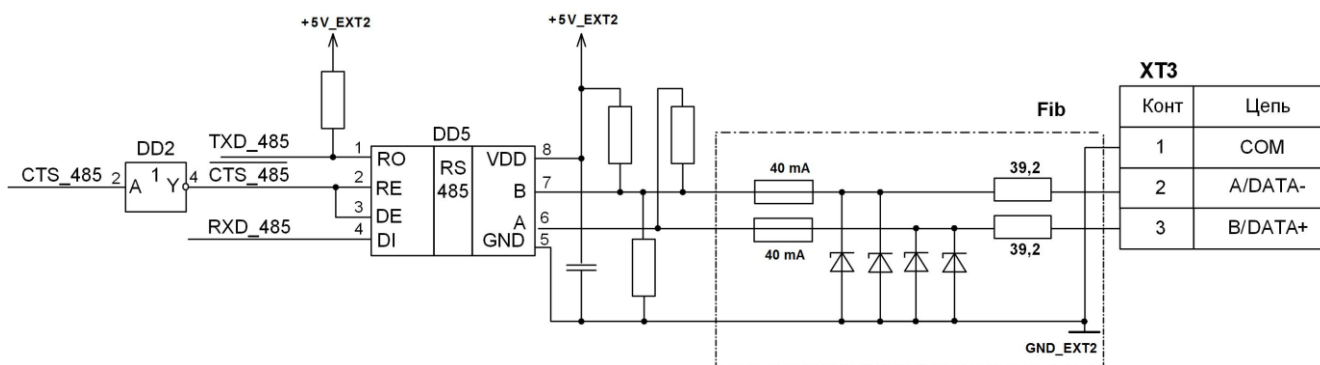 +5V_EXT2
+5V_EXT2
XT3
Конт
Цепь
1
COM
2
A/DATA-
3
B/DATA+
Fib
DD5
DD2
TXD_485
1
RO
RS
485
VDD
8
CTS_485
2
A
1
Y
4
CTS_485
2
RE
B
7
40 mA
39,2
3
DE
A
6
RXD_485
4
DI
GND
5
40 mA
39,2
GND_EXT2